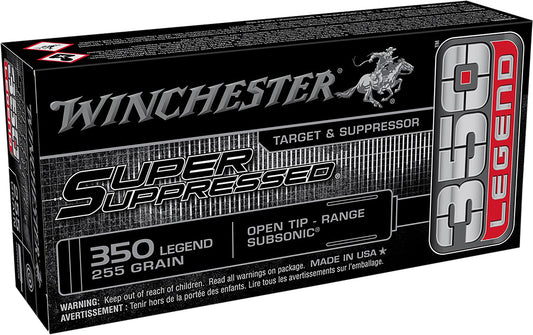 WINCHESTER
TARGET & SUPPRESSOR
SUPER
SUPPRESSED®
350 LEGEND
255 GRAIN
OPEN TIP - RANGE
SUBSONIC®
MADE IN USA ★
WARNING: Keep out of reach of children. Read all warnings on package.
AVERTISSEMENT : Tenir hors de la portée des enfants. Lire tous les avertissements sur l'emballage.
350
LEGEND